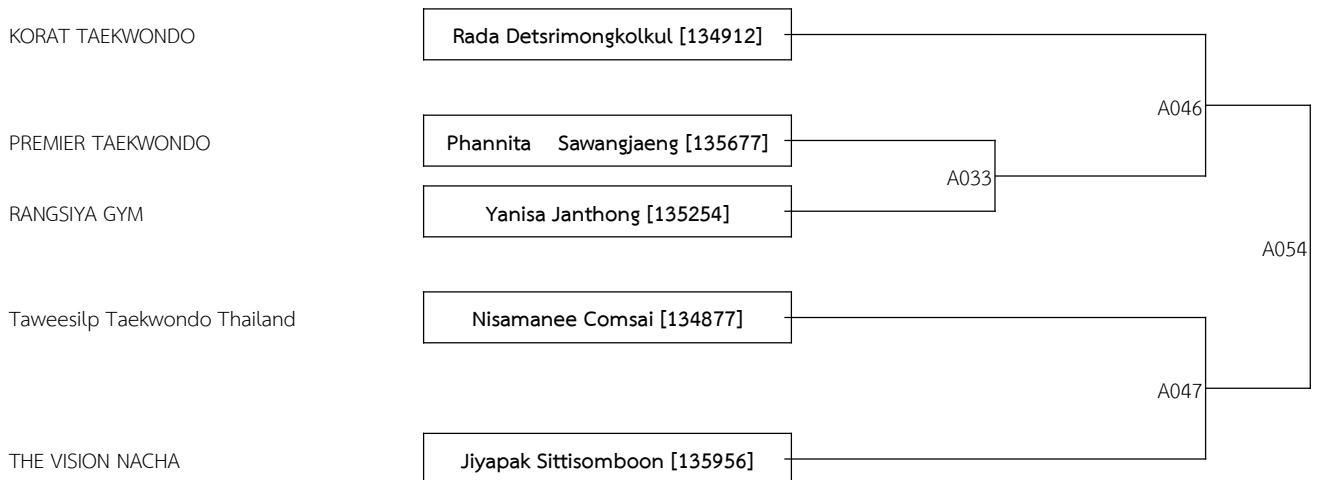 KORAT TAEKWONDO Rada Detsrimongkolkul [134912]
A046
PREMIER TAEKWONDO Phannita Sawangjaeng [135677]
A033
RANGSIYA GYM Yanisa Janthong [135254]
A054
Taweesilp Taekwondo Thailand Nisamanee Comsai [134877]
A047
THE VISION NACHA Jiyapak Sittisomboon [135956]